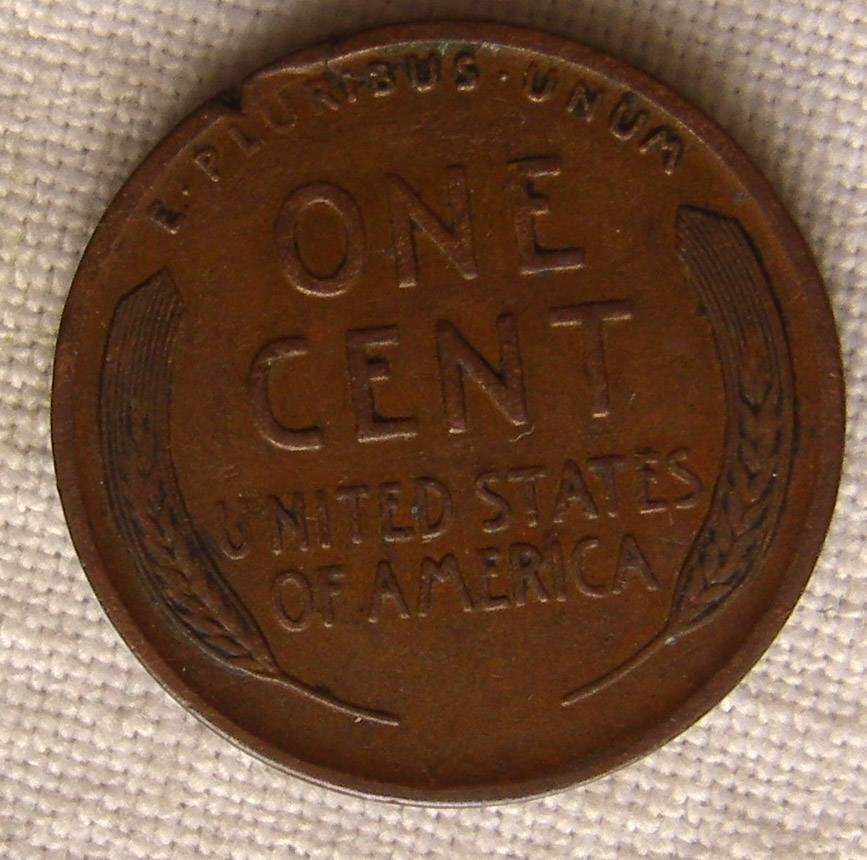 E·PLURIBUS·UNUM
ONE
CENT
UNITED STATES
OF AMERICA